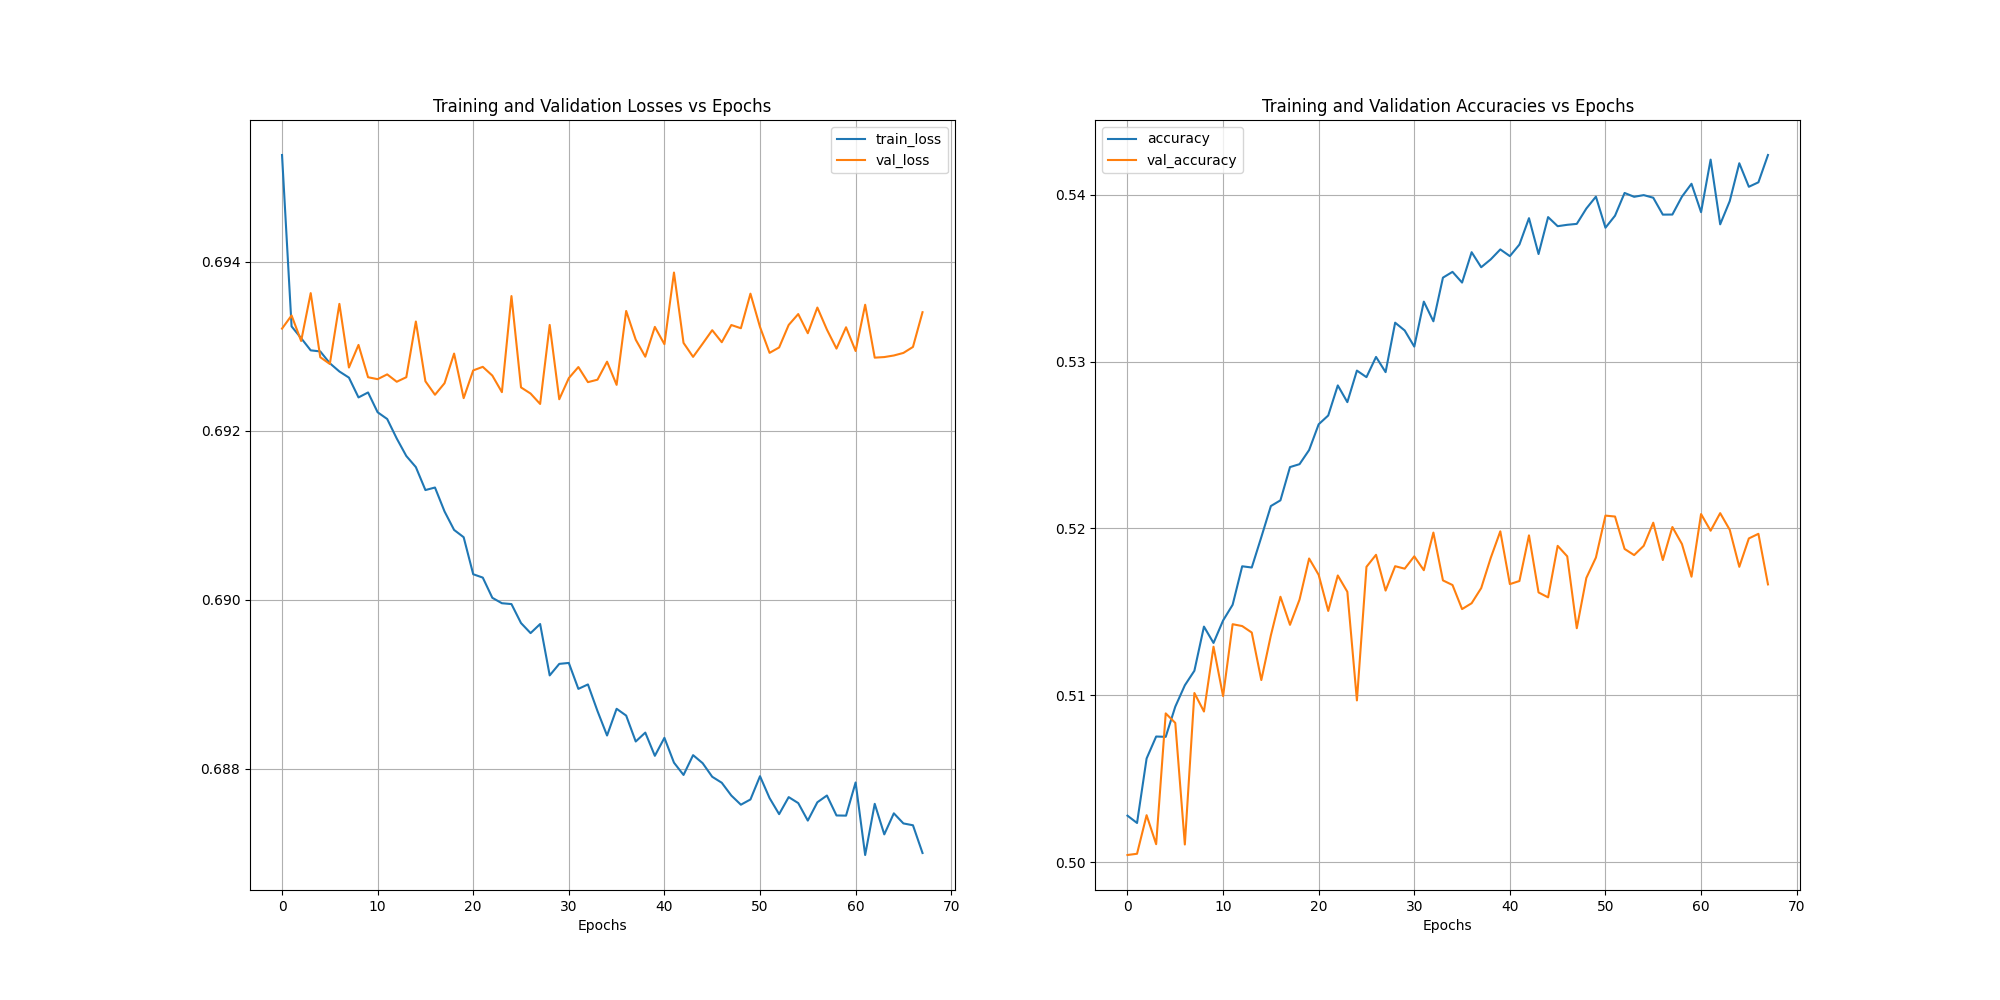 Training and Validation Losses vs Epochs
train_loss
val_loss
0.694
0.692
0.690
0.688
0 10 20 30 40 50 60 70
Epochs
Training and Validation Accuracies vs Epochs
accuracy
val_accuracy
0.54
0.53
0.52
0.51
0.50
0 10 20 30 40 50 60 70
Epochs